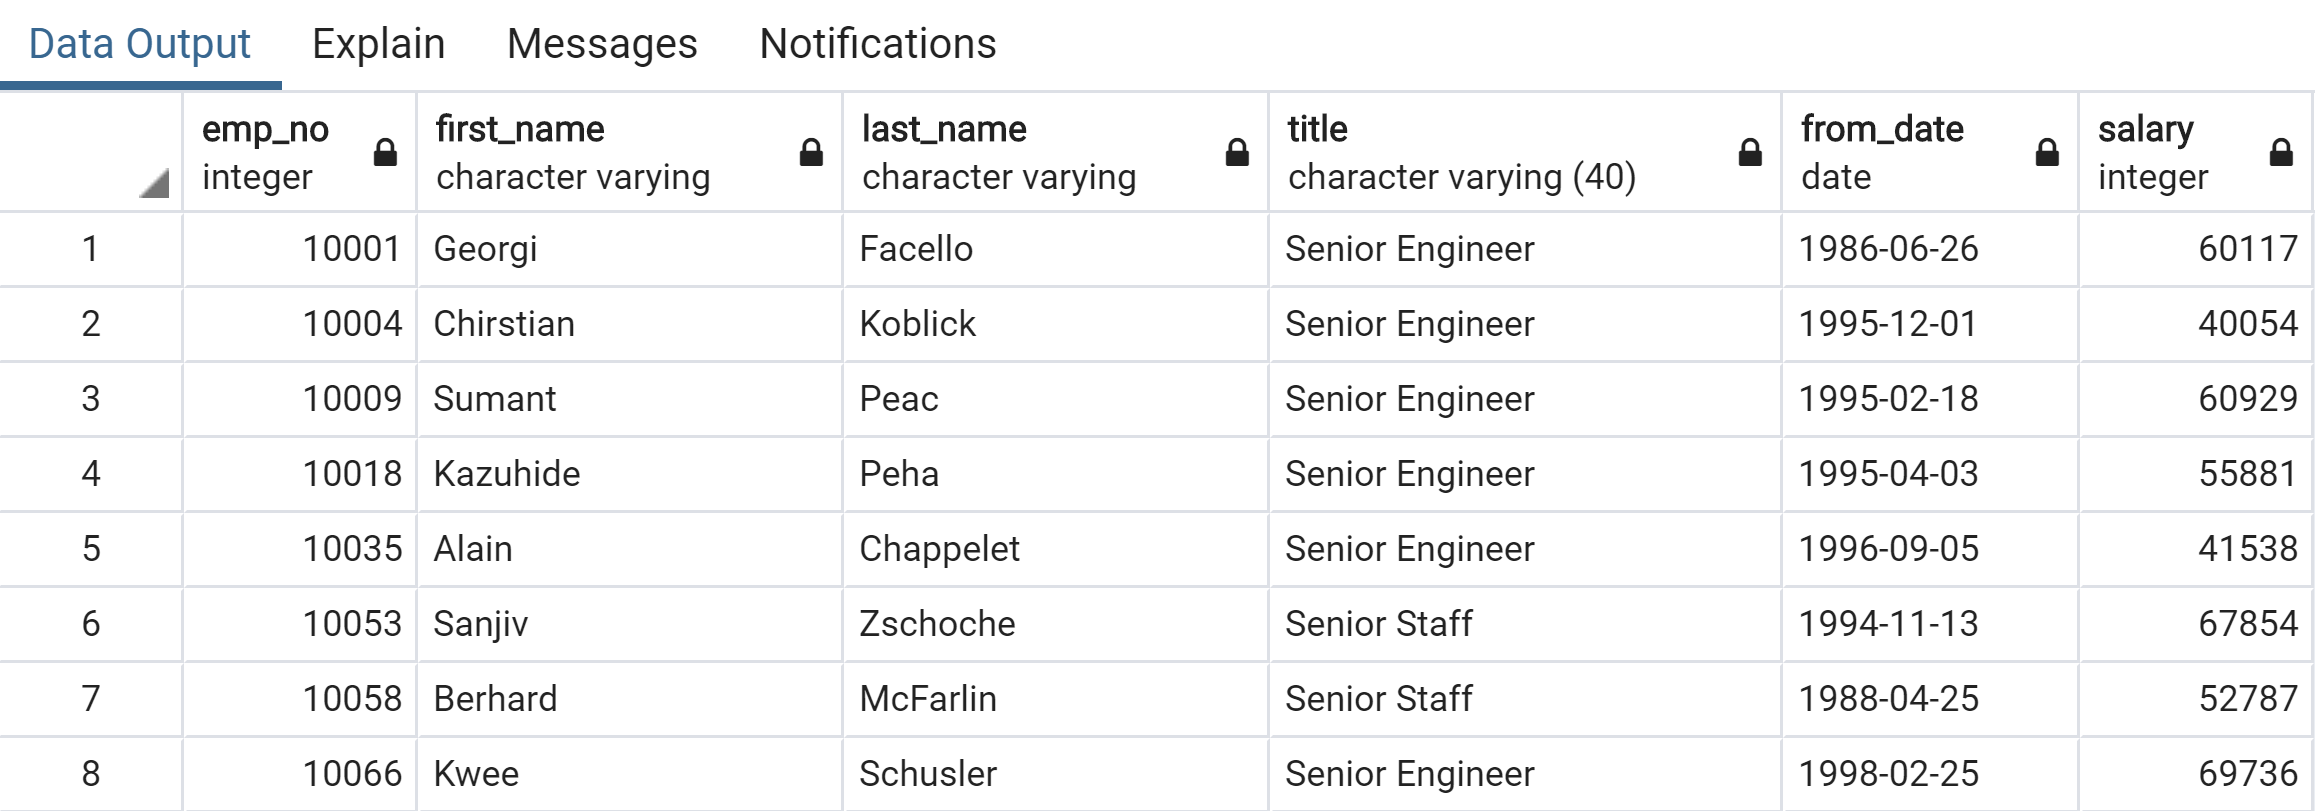 Data Output Explain Messages Notifications
emp_no first_name last_name title from_date salary
integer character varying character varying character varying (40) date integer
1 10001 Georgi Facello Senior Engineer 1986-06-26 60117
2 10004 Chirstian Koblick Senior Engineer 1995-12-01 40054
3 10009 Sumant Peac Senior Engineer 1995-02-18 60929
4 10018 Kazuhide Peha Senior Engineer 1995-04-03 55881
5 10035 Alain Chappelet Senior Engineer 1996-09-05 41538
6 10053 Sanjiv Zschoche Senior Staff 1994-11-13 67854
7 10058 Berhard McFarlin Senior Staff 1988-04-25 52787
8 10066 Kwee Schusler Senior Engineer 1998-02-25 69736